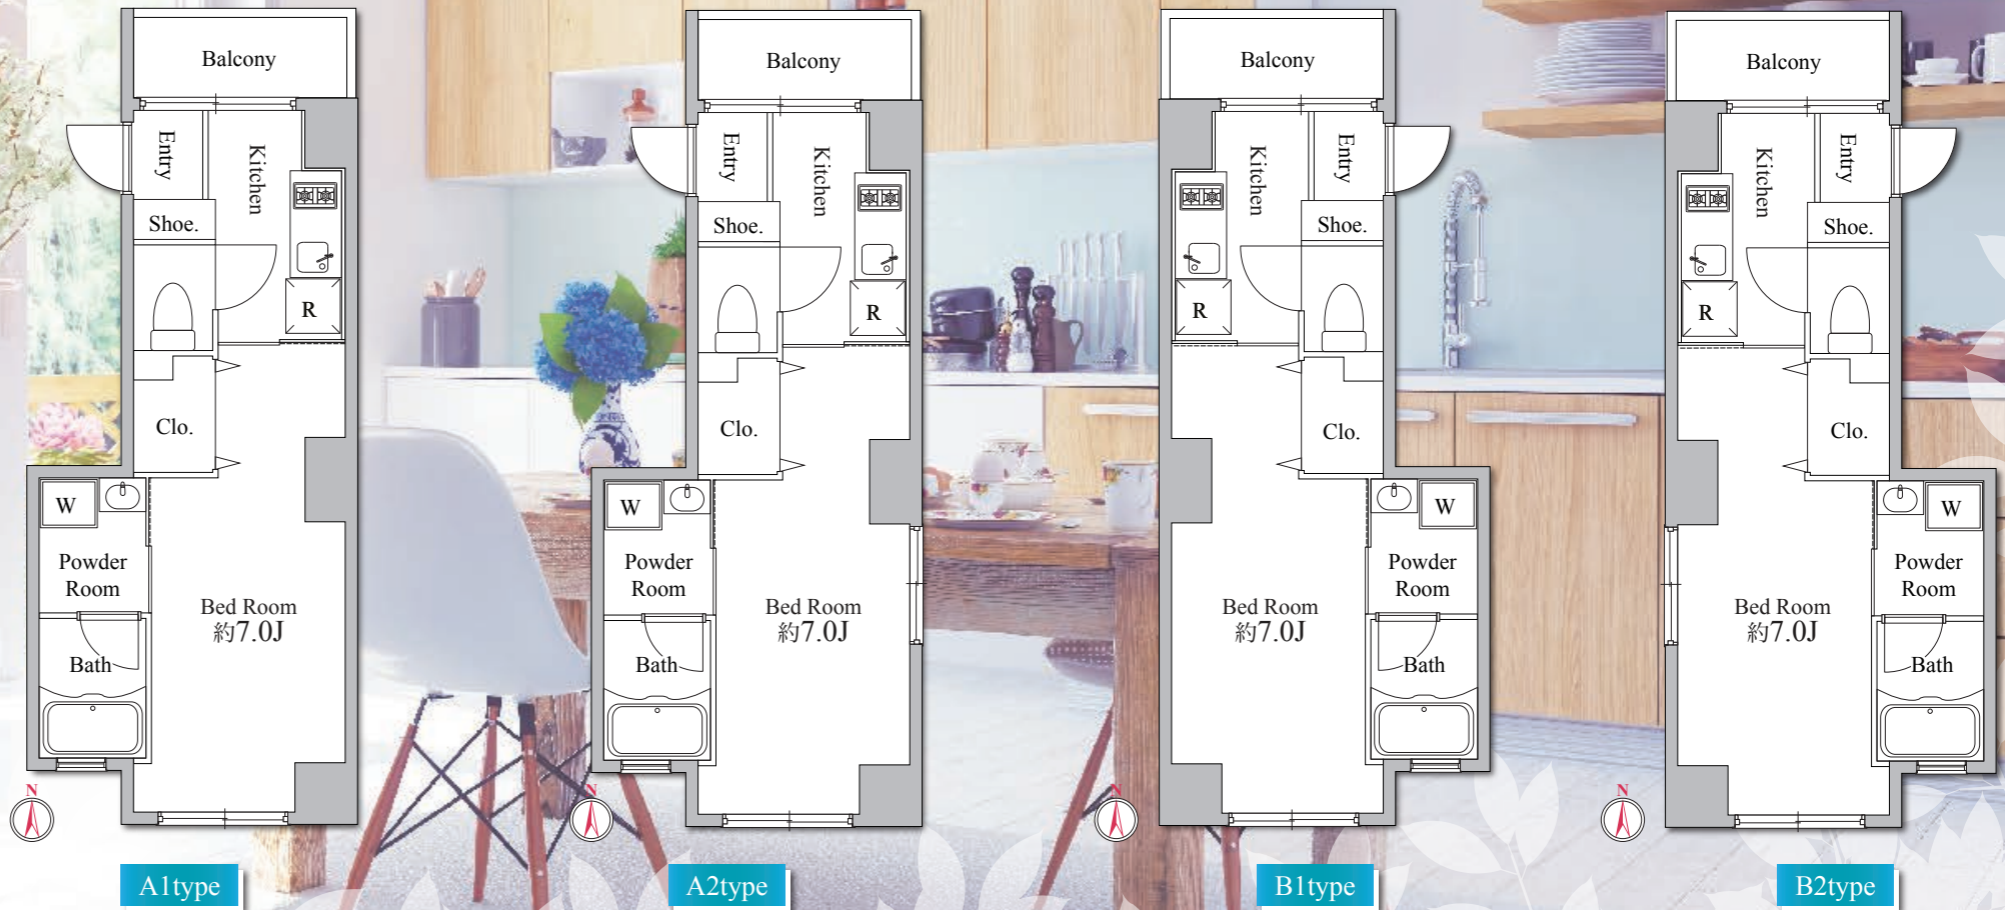 Balcony
Entry
Kitchen
Shoe.
R
Clo.
W
Powder
Room
Bed Room
約7.0J
Bath
N
A1type
Balcony
Entry
Kitchen
Shoe.
R
Clo.
W
Powder
Room
Bed Room
約7.0J
Bath
N
A2type
Balcony
Kitchen
Entry
Shoe.
R
Clo.
W
Powder
Room
Bed Room
約7.0J
Bath
N
B1type
Balcony
Kitchen
Entry
Shoe.
R
Clo.
W
Powder
Room
Bed Room
約7.0J
Bath
N
B2type